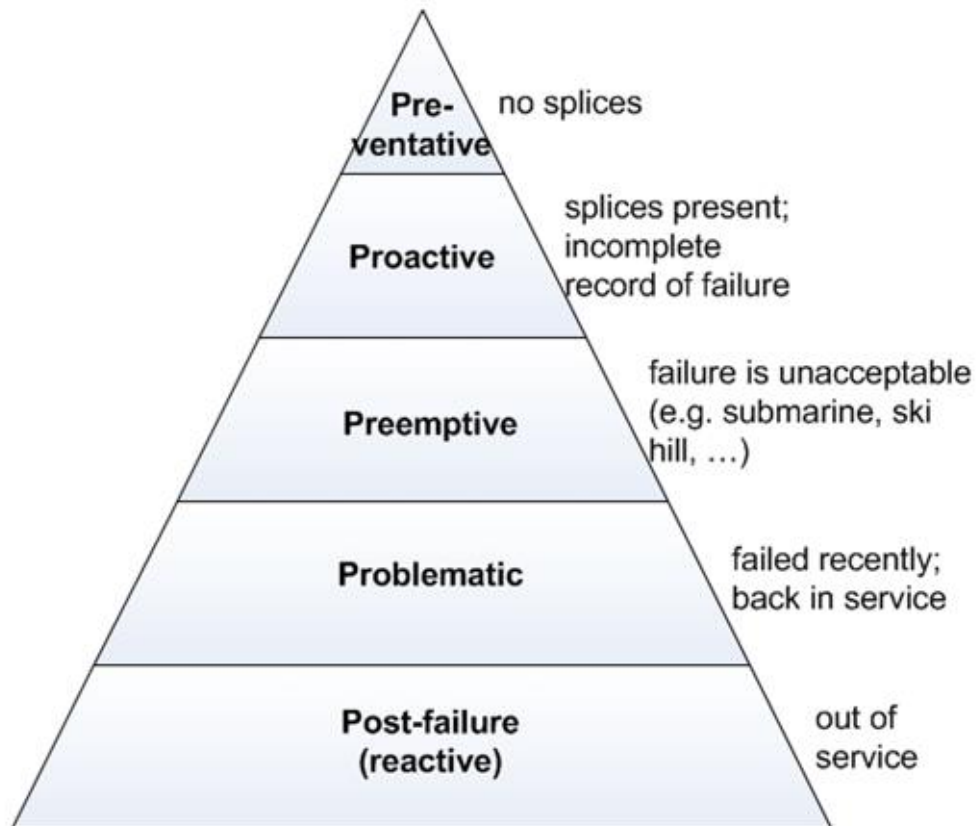 Pre-
ventative
no splices
Proactive
splices present;
incomplete
record of failure
Preemptive
failure is unacceptable
(e.g. submarine, ski
hill, …)
Problematic
failed recently;
back in service
Post-failure
(reactive)
out of
service